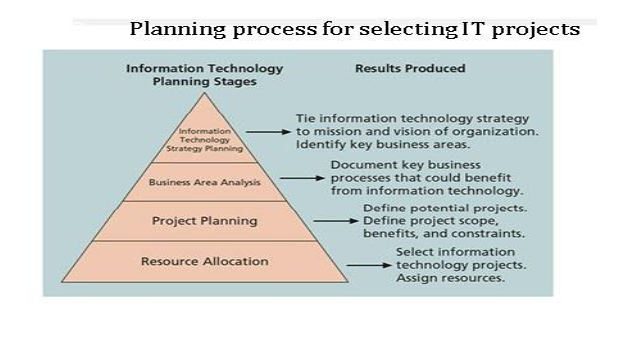 Planning process for selecting IT projects
Information Technology
Planning Stages
Results Produced
Information
Technology
Strategy Planning
Tie information technology strategy
to mission and vision of organization.
Identify key business areas.
Business Area Analysis
Document key business
processes that could benefit
from information technology.
Project Planning
Define potential projects.
Define project scope,
benefits, and constraints.
Resource Allocation
Select information
technology projects.
Assign resources.